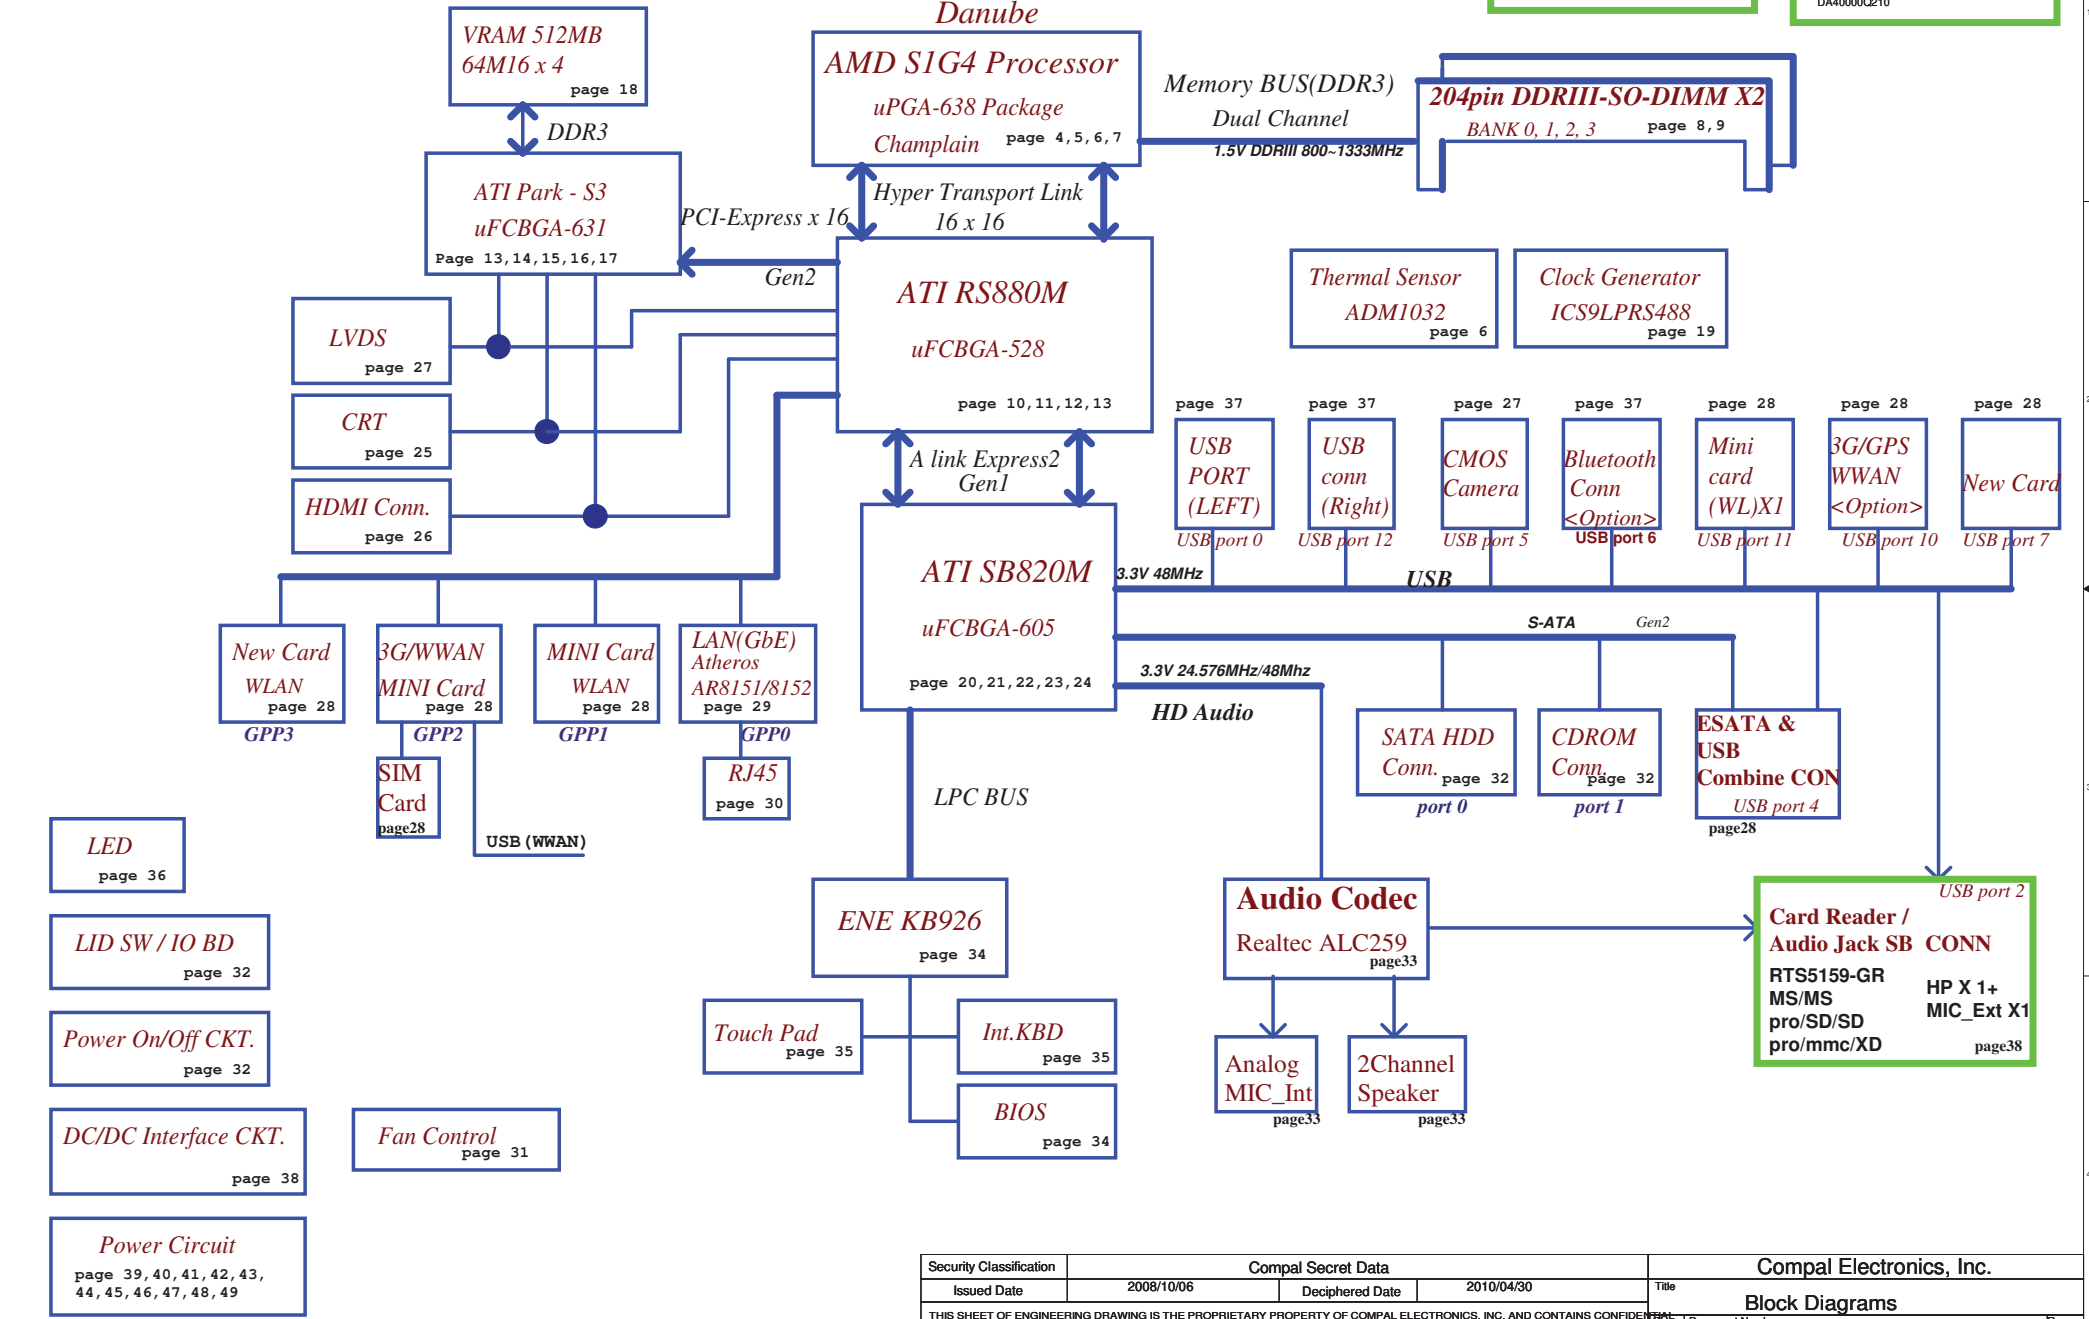 DA40000Q210
Danube
VRAM 512MB
64M16 x 4
page 18
DDR3
AMD S1G4 Processor
uPGA-638 Package
Champlain
page 4,5,6,7
Memory BUS(DDR3)
Dual Channel
1.5V DDRIII 800~1333MHz
204pin DDRIII-SO-DIMM X2
BANK 0, 1, 2, 3
page 8,9
ATI Park - S3
uFCBGA-631
Page 13,14,15,16,17
PCI-Express x 16
Gen2
Hyper Transport Link
16 x 16
ATI RS880M
uFCBGA-528
page 10,11,12,13
Thermal Sensor
ADM1032
page 6
Clock Generator
ICS9LPRS488
page 19
LVDS
page 27
CRT
page 25
HDMI Conn.
page 26
A link Express2
Gen1
page 37
USB
PORT
(LEFT)
USB port 0
page 37
USB
conn
(Right)
USB port 12
page 27
CMOS
Camera
USB port 5
page 37
Bluetooth
Conn
<Option>
USB port 6
page 28
Mini
card
(WL)X1
USB port 11
page 28
3G/GPS
WWAN
<Option>
USB port 10
page 28
New Card
USB port 7
ATI SB820M
uFCBGA-605
page 20,21,22,23,24
3.3V 48MHz
USB
S-ATA
Gen2
3.3V 24.576MHz/48Mhz
HD Audio
New Card
WLAN
page 28
GPP3
3G/WWAN
MINI Card
page 28
GPP2
MINI Card
WLAN
page 28
GPP1
LAN(GbE)
Atheros
AR8151/8152
page 29
GPP0
SIM
Card
page28
USB(WWAN)
RJ45
page 30
LPC BUS
SATA HDD
Conn.
page 32
port 0
CDROM
Conn.
page 32
port 1
ESATA &
USB
Combine CON
USB port 4
page28
LED
page 36
LID SW / IO BD
page 32
Power On/Off CKT.
page 32
DC/DC Interface CKT.
page 38
Fan Control
page 31
Power Circuit
page 39,40,41,42,43,
44,45,46,47,48,49
ENE KB926
page 34
Touch Pad
page 35
Int.KBD
page 35
BIOS
page 34
Audio Codec
Realtec ALC259
page33
Analog
MIC_Int
page33
2Channel
Speaker
page33
USB port 2
Card Reader /
Audio Jack SB CONN
RTS5159-GR
MS/MS
pro/SD/SD
pro/mmc/XD
HP X 1+
MIC_Ext X1
page38
Security Classification
Compal Secret Data
Compal Electronics, Inc.
Issued Date
2008/10/06
Deciphered Date
2010/04/30
Title
Block Diagrams
THIS SHEET OF ENGINEERING DRAWING IS THE PROPRIETARY PROPERTY OF COMPAL ELECTRONICS, INC. AND CONTAINS CONFIDENTIAL